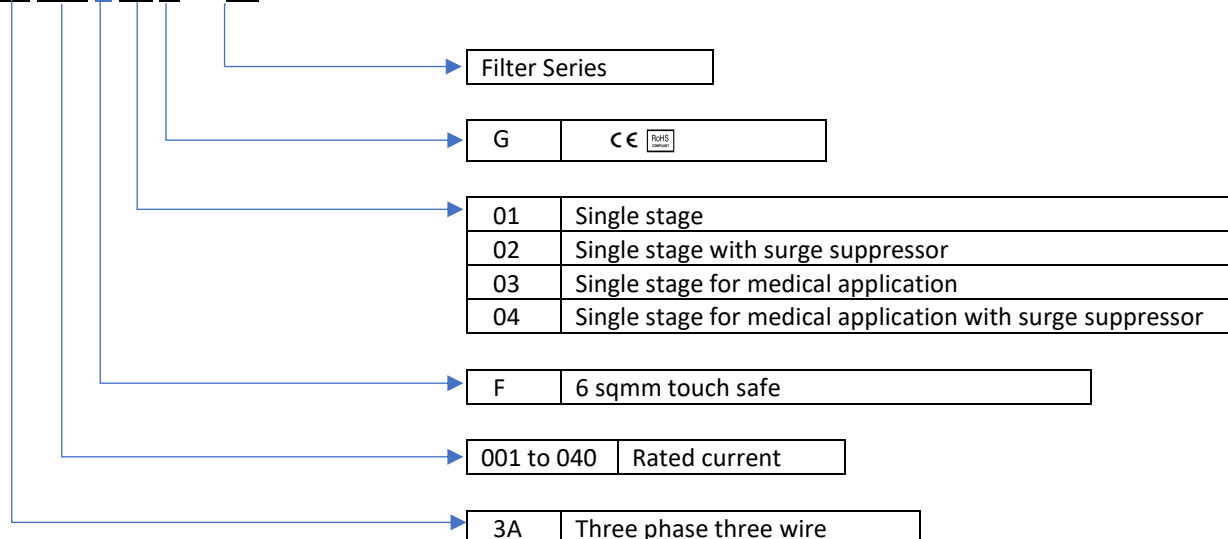 Filter Series
G CE RoHS COMPLIANT
01 Single stage
02 Single stage with surge suppressor
03 Single stage for medical application
04 Single stage for medical application with surge suppressor
F 6 sqmm touch safe
001 to 040 Rated current
3A Three phase three wire